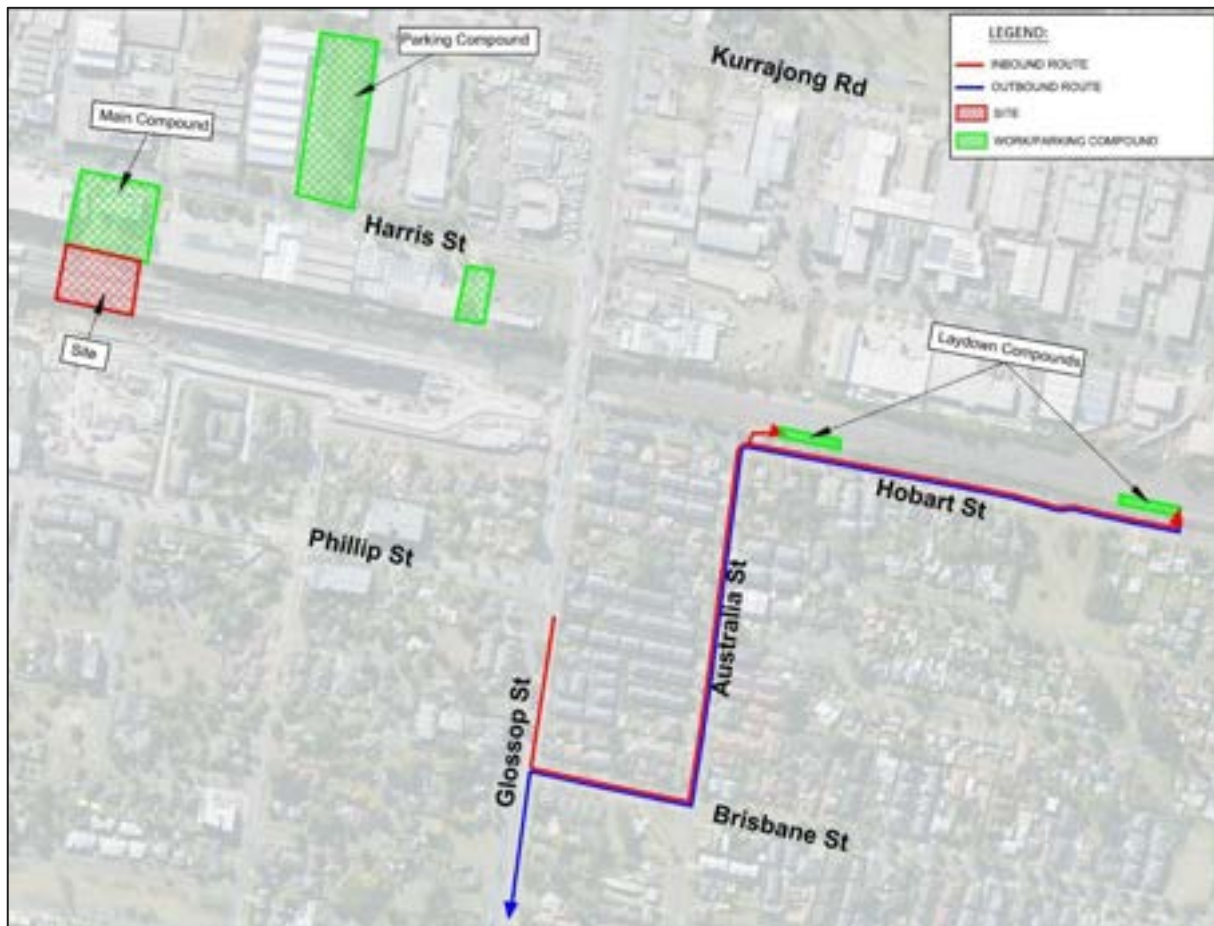 Parking Compound
Kurrajong Rd
LEGEND:
INBOUND ROUTE
OUTBOUND ROUTE
SITE
WORK/PARKING COMPOUND
Main Compound
Harris St
Site
Laydown Compounds
Hobart St
Phillip St
Australia St
Glossop St
Brisbane St